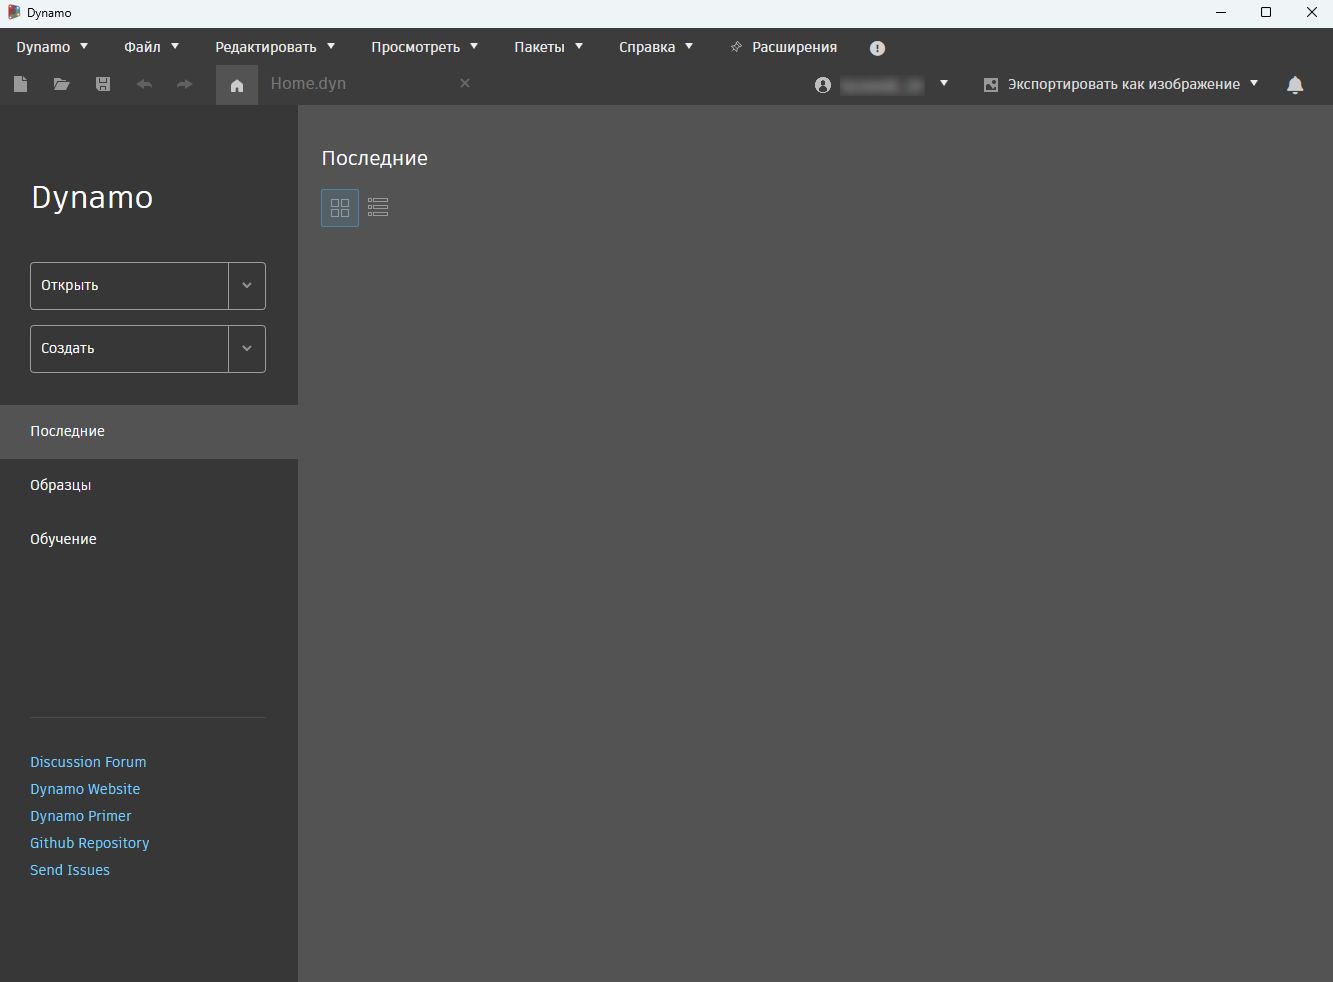 Dynamo
Dynamo Файл Редактировать Просмотреть Пакеты Справка Расширения
Home.dyn Экспортировать как изображение
Последние
Dynamo
Открыть
Создать
Последние
Образцы
Обучение
Discussion Forum
Dynamo Website
Dynamo Primer
Github Repository
Send Issues